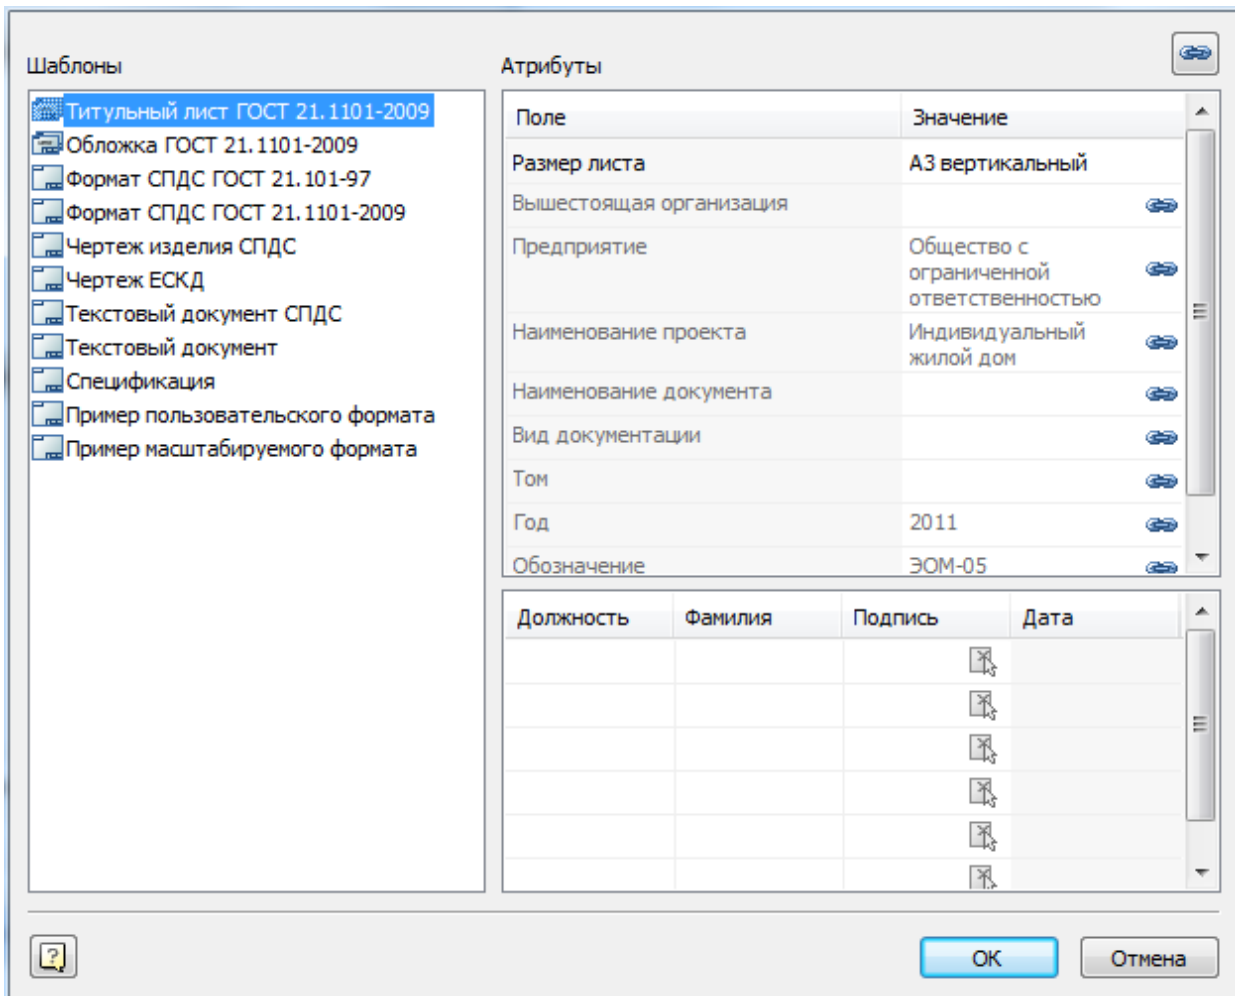 Шаблоны
Титульный лист ГОСТ 21.1101-2009
Обложка ГОСТ 21.1101-2009
Формат СПДС ГОСТ 21.101-97
Формат СПДС ГОСТ 21.1101-2009
Чертеж изделия СПДС
Чертеж ЕСКД
Текстовый документ СПДС
Текстовый документ
Спецификация
Пример пользовательского формата
Пример масштабируемого формата
Атрибуты
Поле Значение
Размер листа А3 вертикальный
Вышестоящая организация
Предприятие Общество с
ограниченной
ответственностью
Наименование проекта Индивидуальный
жилой дом
Наименование документа
Вид документации
Том
Год 2011
Обозначение ЭОМ-05
Должность Фамилия Подпись Дата
?
ОК Отмена